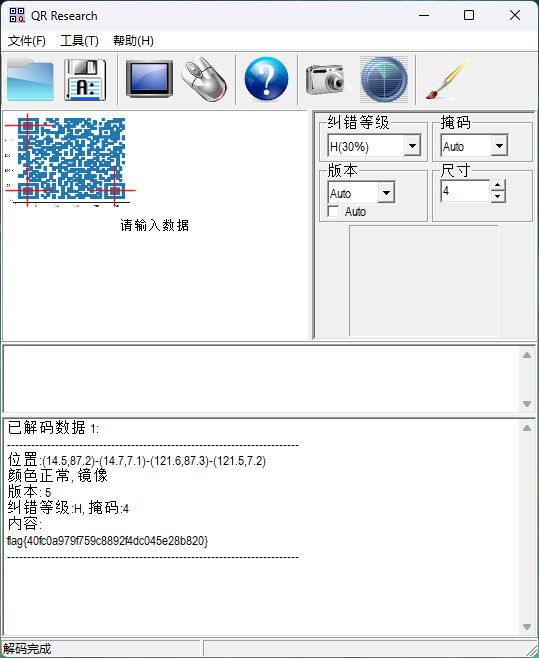 QR Research
文件(F) 工具(T) 帮助(H)
A:
请输入数据
纠错等级
H(30%)
掩码
Auto
版本
Auto
Auto
尺寸
4
已解码数据 1:
---------------------------------------------------------------------------
位置:(14.5,87.2)-(14.7,7.1)-(121.6,87.3)-(121.5,7.2)
颜色正常, 镜像
版本: 5
纠错等级:H, 掩码:4
内容:
flag{40fc0a979f759c8892f4dc045e28b820}
---------------------------------------------------------------------------
解码完成